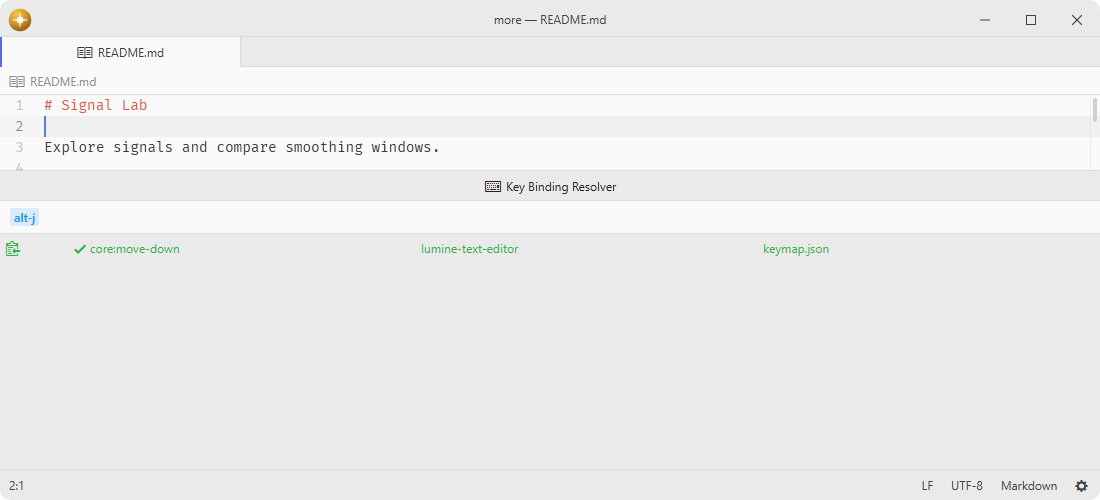 more — README.md
README.md
README.md
1 # Signal Lab
2
3 Explore signals and compare smoothing windows.
4
Key Binding Resolver
alt-j
core:move-down lumine-text-editor keymap.json
2:1 LF UTF-8 Markdown